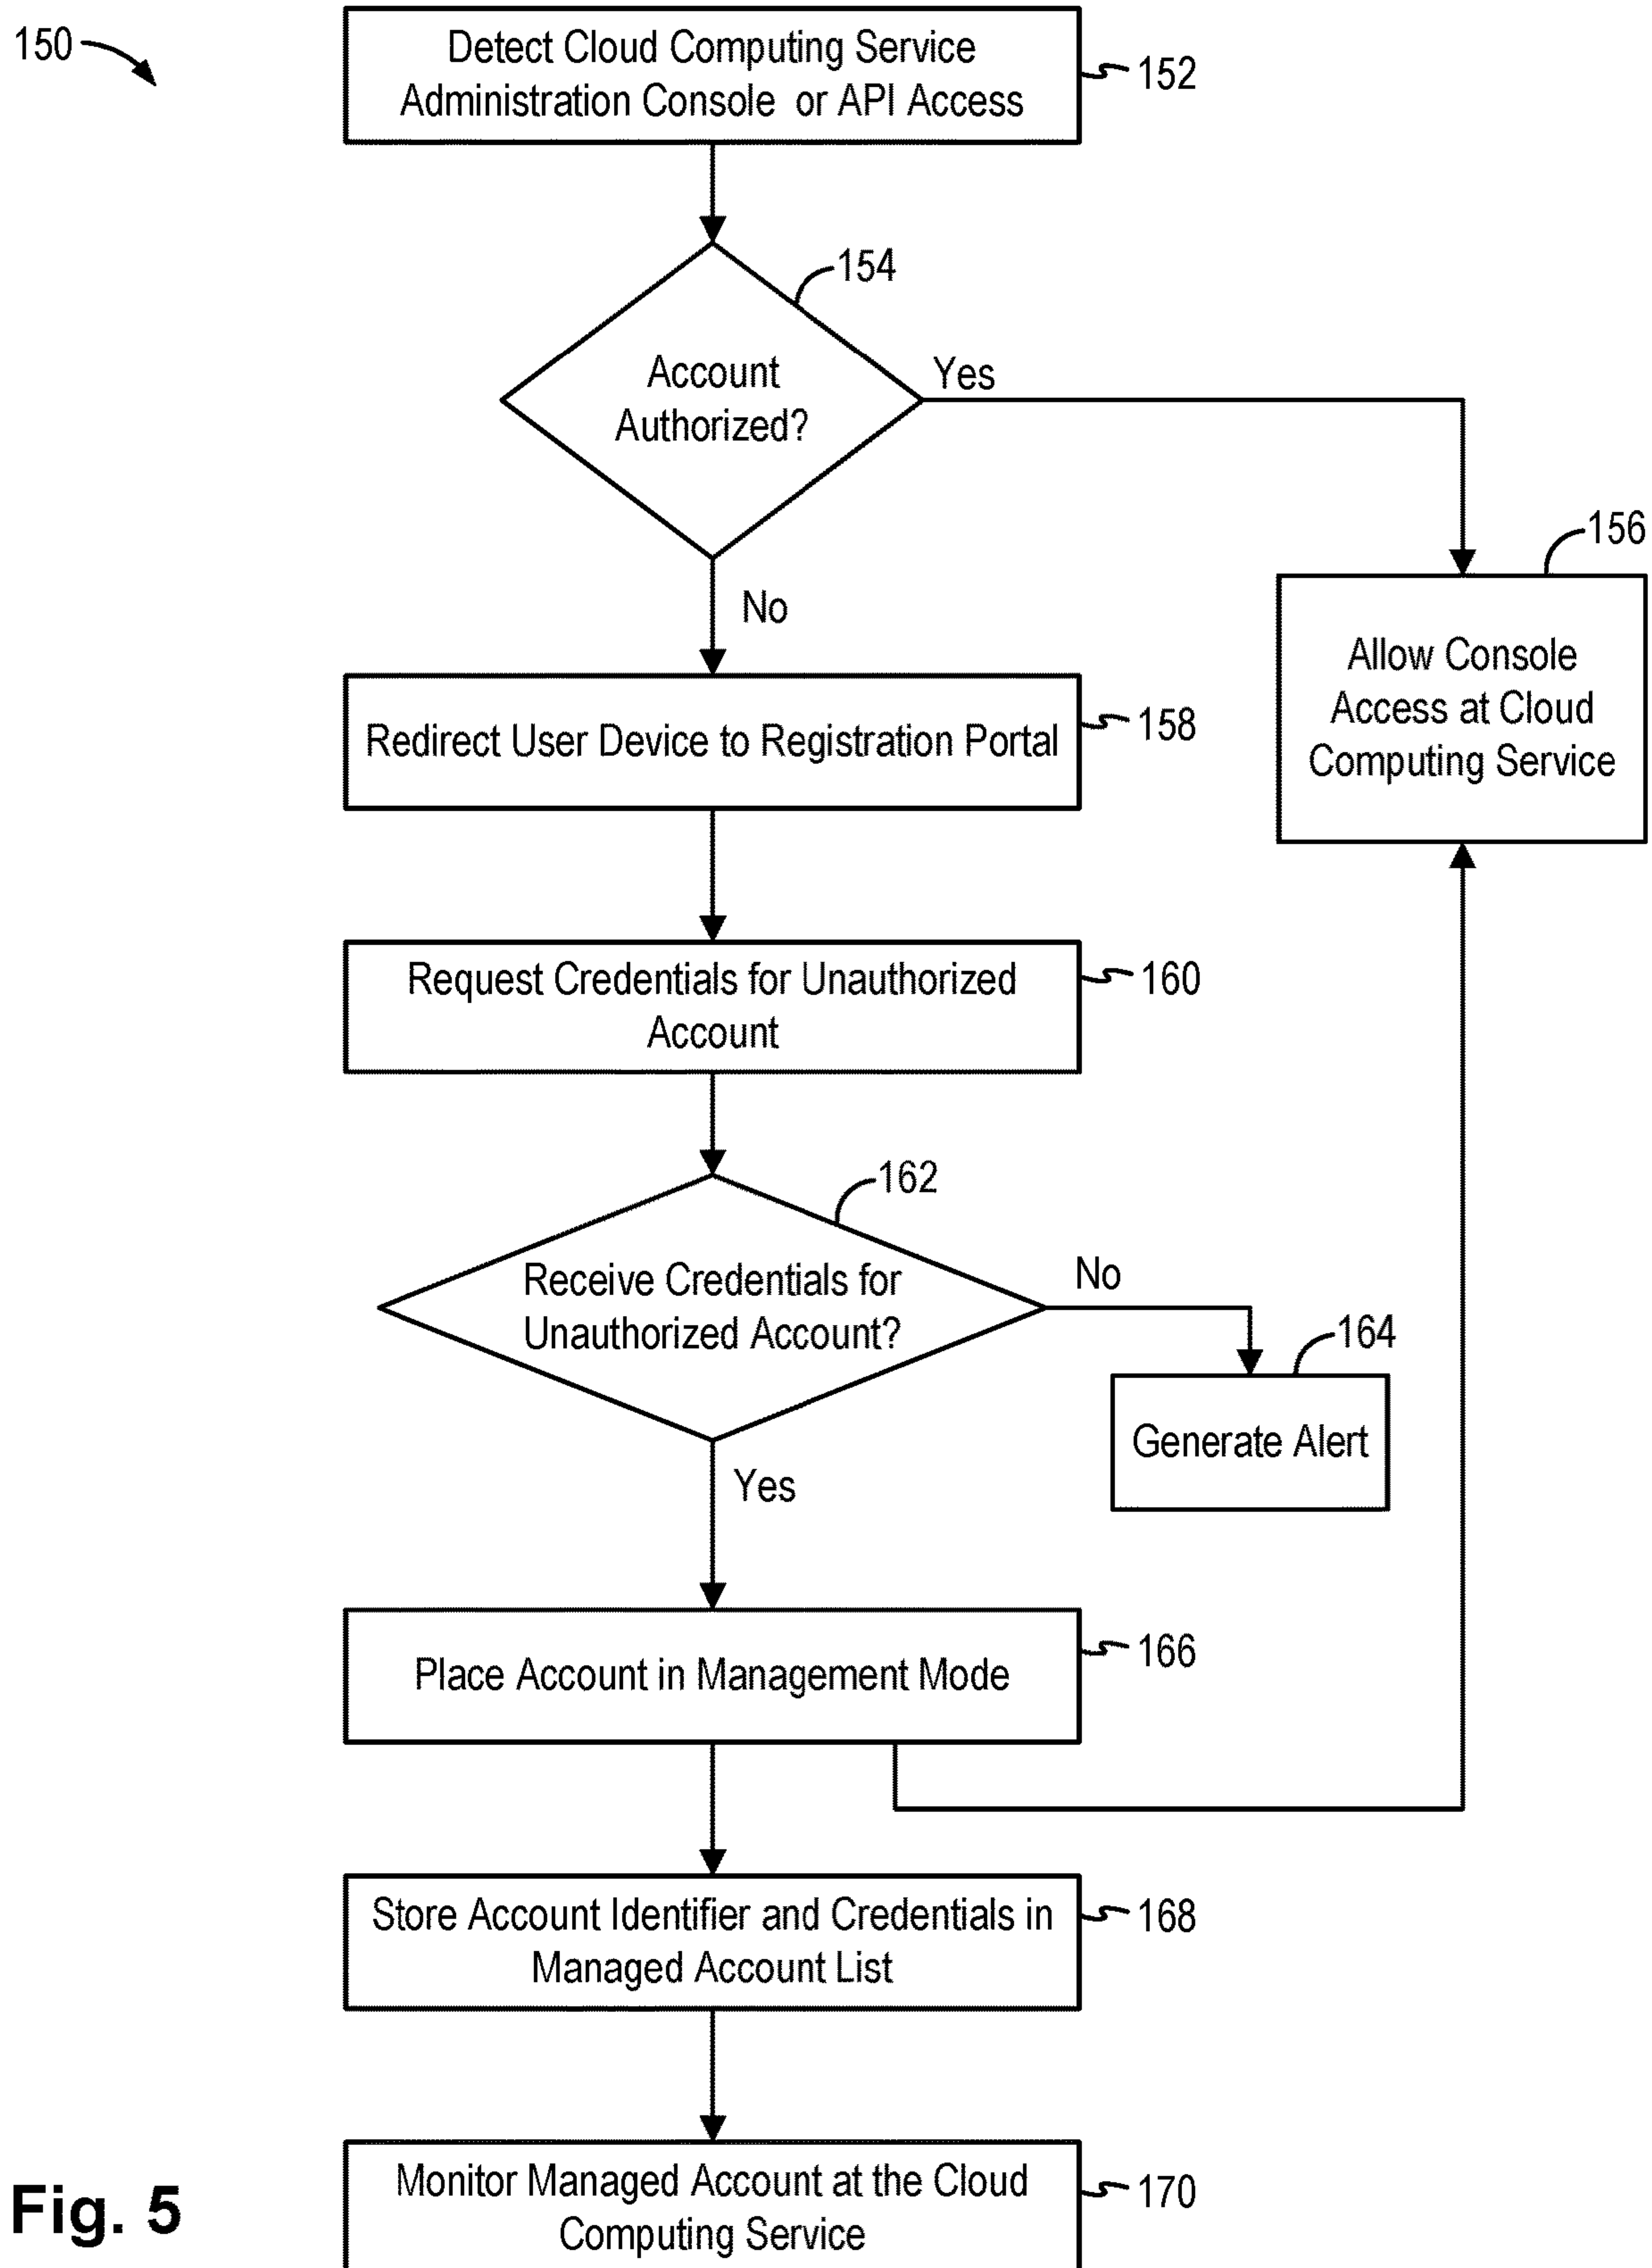 150
Detect Cloud Computing Service
Administration Console or API Access
152
154
Account
Authorized?
Yes
156
Allow Console
Access at Cloud
Computing Service
No
Redirect User Device to Registration Portal
158
Request Credentials for Unauthorized
Account
160
162
Receive Credentials for
Unauthorized Account?
No
164
Generate Alert
Yes
Place Account in Management Mode
166
Store Account Identifier and Credentials in
Managed Account List
168
Monitor Managed Account at the Cloud
Computing Service
170
Fig. 5